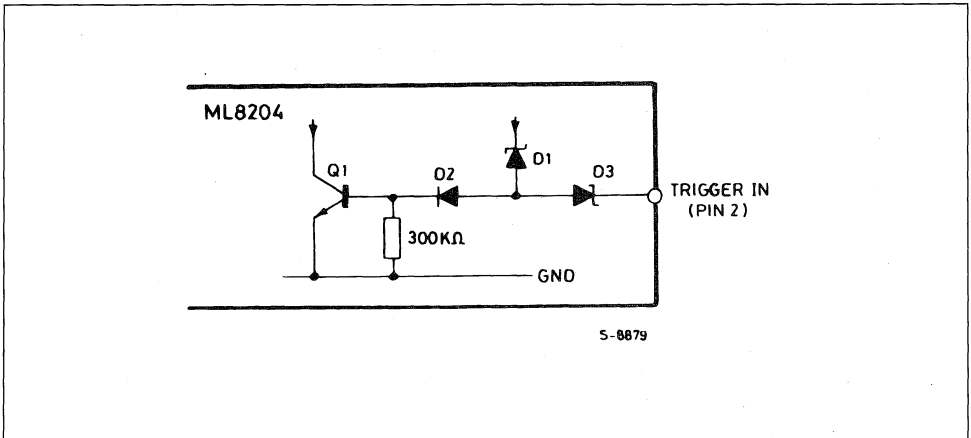 ML8204
Q1
D2
D1
D3
TRIGGER IN
(PIN 2)
300KΩ
GND
S-8879